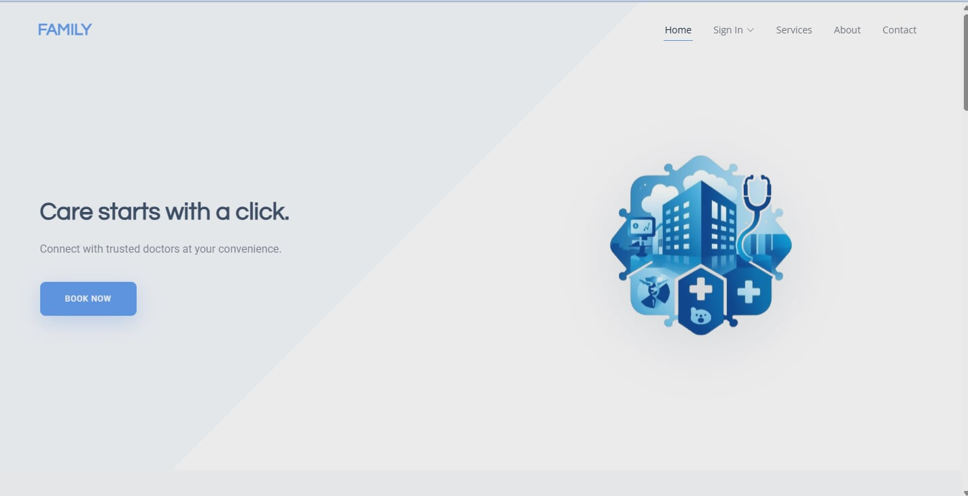 FAMILY
Home
Sign In
Services
About
Contact
Care starts with a click.
Connect with trusted doctors at your convenience.
BOOK NOW